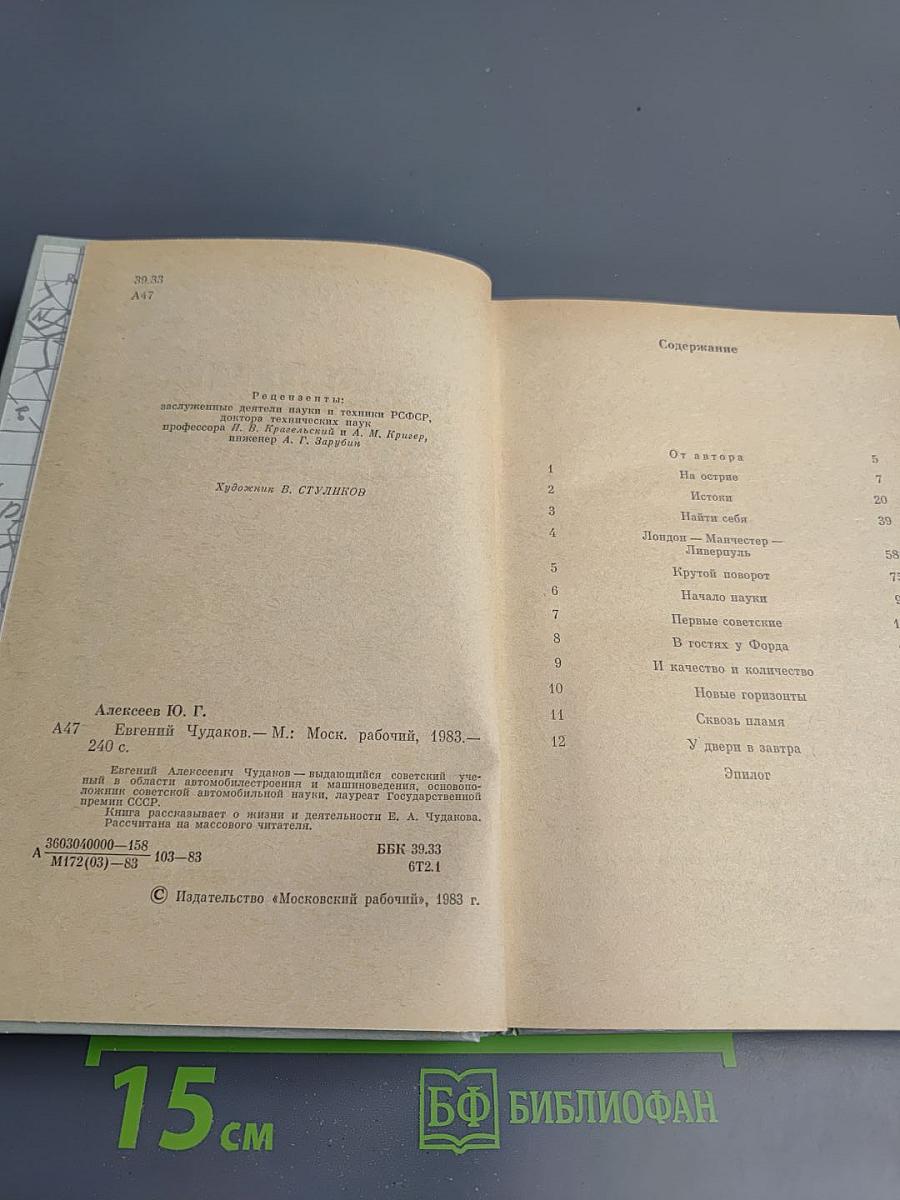 39.33
А47
Рецензенты:
заслуженные деятели науки и техники РСФСР,
доктора технических наук
профессора И. В. Крагельский и А. М. Кригер,
инженер А. Г. Зарубин
Художник В. СТУЛИКОВ
Алексеев Ю. Г.
А47 Евгений Чудаков.— М.: Моск. рабочий, 1983.—
240 с.
Евгений Алексеевич Чудаков — выдающийся советский уче-
ный в области автомобилестроения и машиноведения, осново­по-
ложник советской автомобильной науки, лауреат Государственной
премии СССР.
Книга рассказывает о жизни и деятельности Е. А. Чудакова.
Рассчитана на массового читателя.
А 3603040000—158
М172(03)—83 103—83
ББК 39.33
6Т2.1
© Издательство «Московский рабочий», 1983 г.
Содержание
От автора 5
1 На острие 7
2 Истоки 20
3 Найти себя 39
4 Лондон — Манчестер —
Ливерпуль 58
5 Крутой поворот
6 Начало науки
7 Первые советские
8 В гостях у Форда
9 И качество и количество
10 Новые горизонты
11 Сквозь пламя
12 У двери в завтра
Эпилог
15 см
БФ БИБЛИОФАН